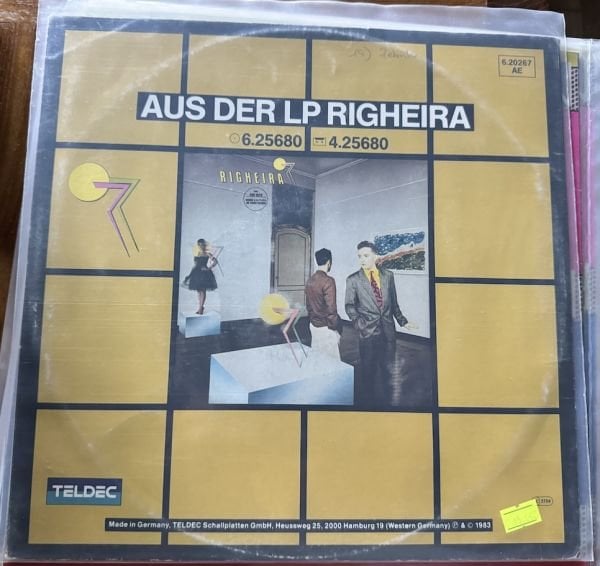 6.20267
AE
AUS DER LP RIGHEIRA
6.25680 4.25680
RIGHEIRA
TELDEC
Made in Germany, TELDEC Schallplatten GmbH, Heussweg 25, 2000 Hamburg 19 (Western Germany) ℗ & © 1983